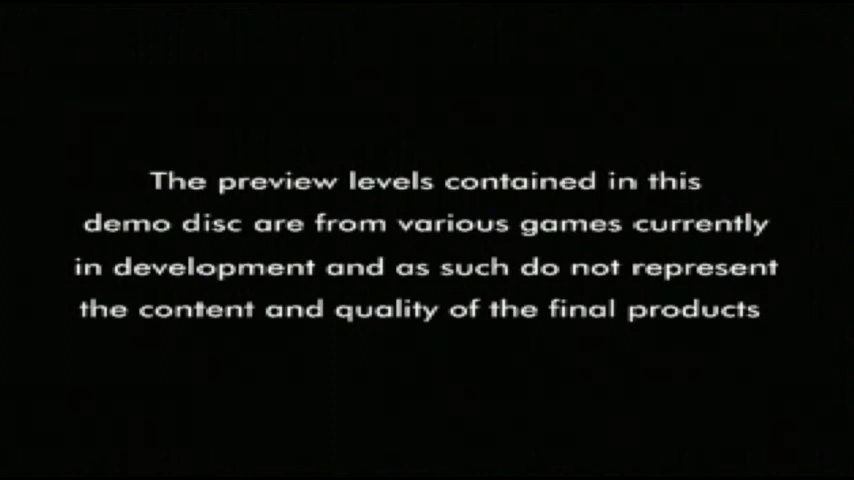 The preview levels contained in this
demo disc are from various games currently
in development and as such do not represent
the content and quality of the final products